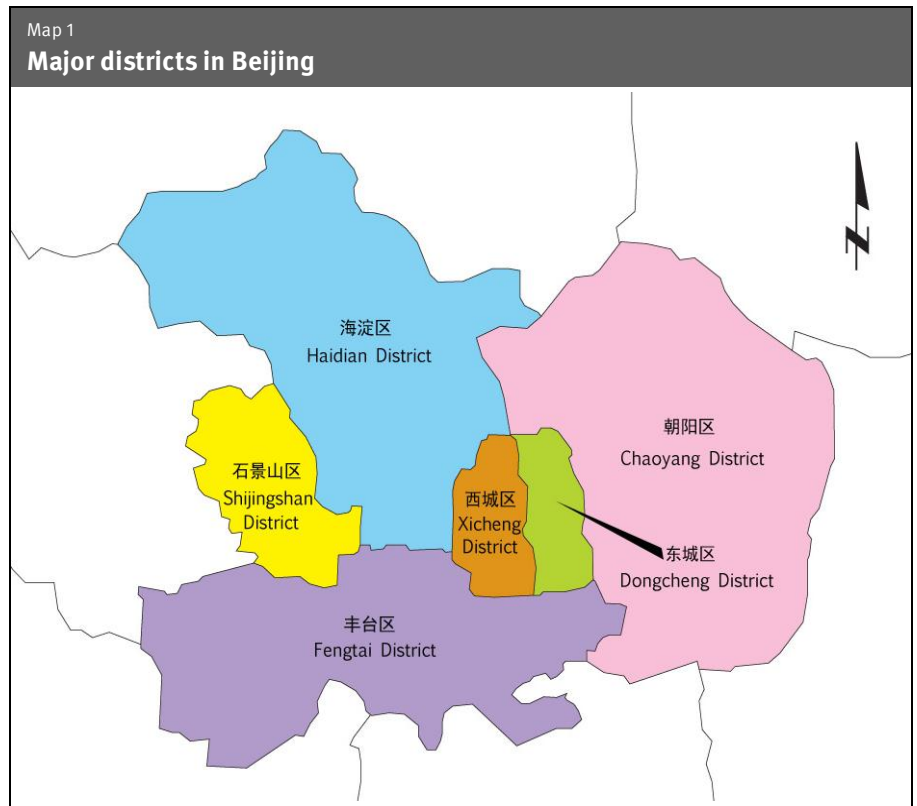 Map 1
Major districts in Beijing
N
海淀区
Haidian District
朝阳区
Chaoyang District
石景山区
Shijingshan
District
西城区
Xicheng
District
东城区
Dongcheng District
丰台区
Fengtai District